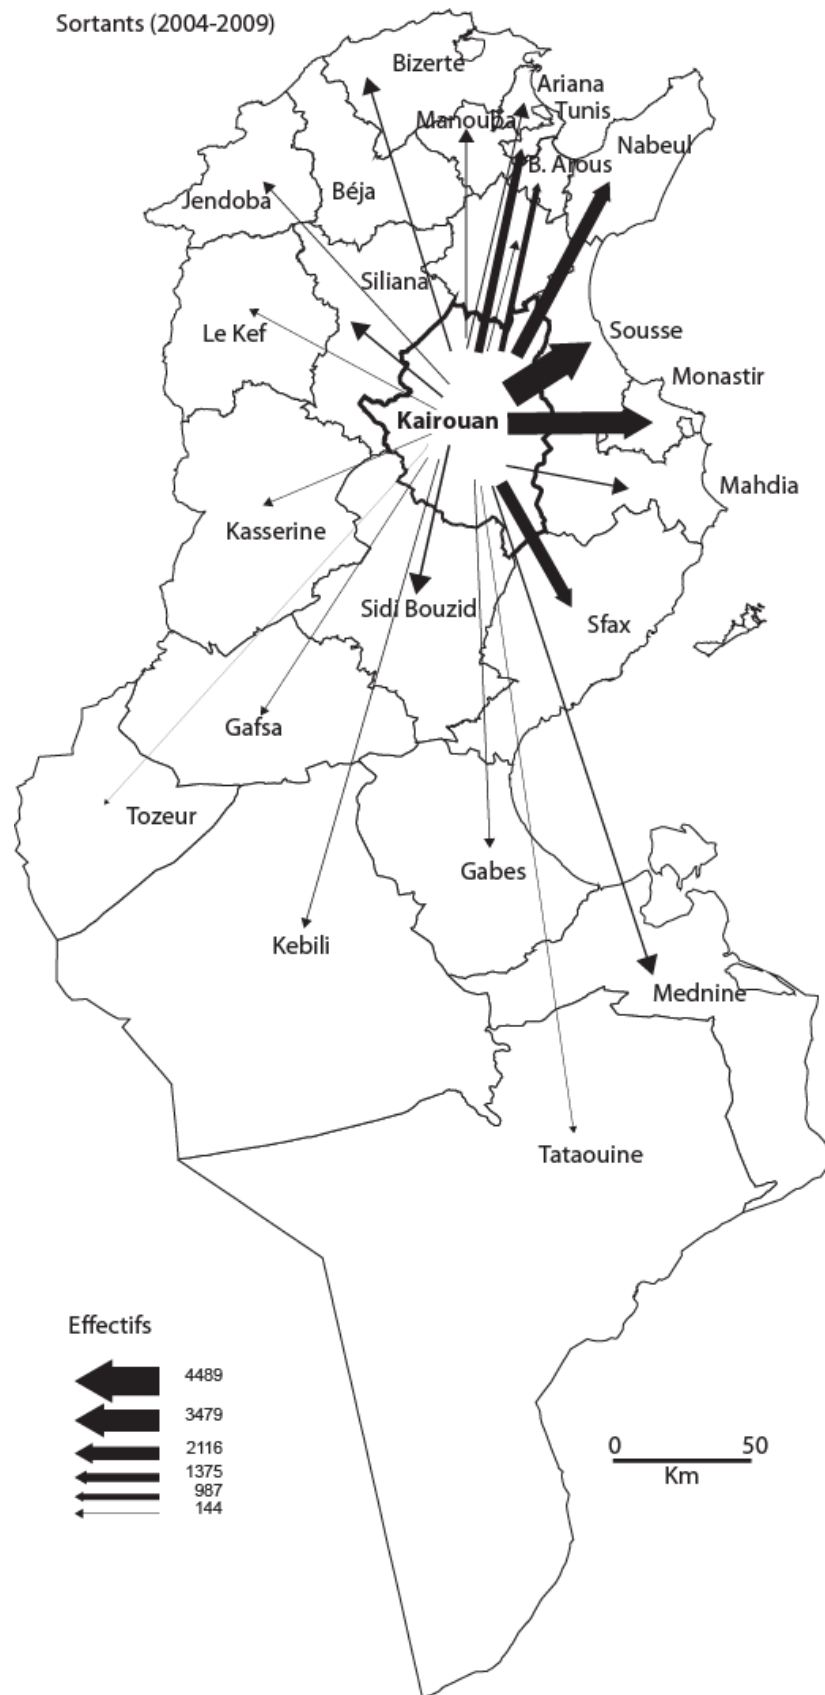 Sortants (2004-2009)
Bizerte
Ariana
Tunis
Manouba
Nabeul
B. Arous
Béja
Jendoba
Siliana
Le Kef
Sousse
Monastir
Kairouan
Mahdia
Kasserine
Sidi Bouzid
Sfax
Gafsa
Tozeur
Gabes
Kebili
Mednine
Tataouine
Effectifs
4489
3479
2116
1375
987
144
0 50
Km